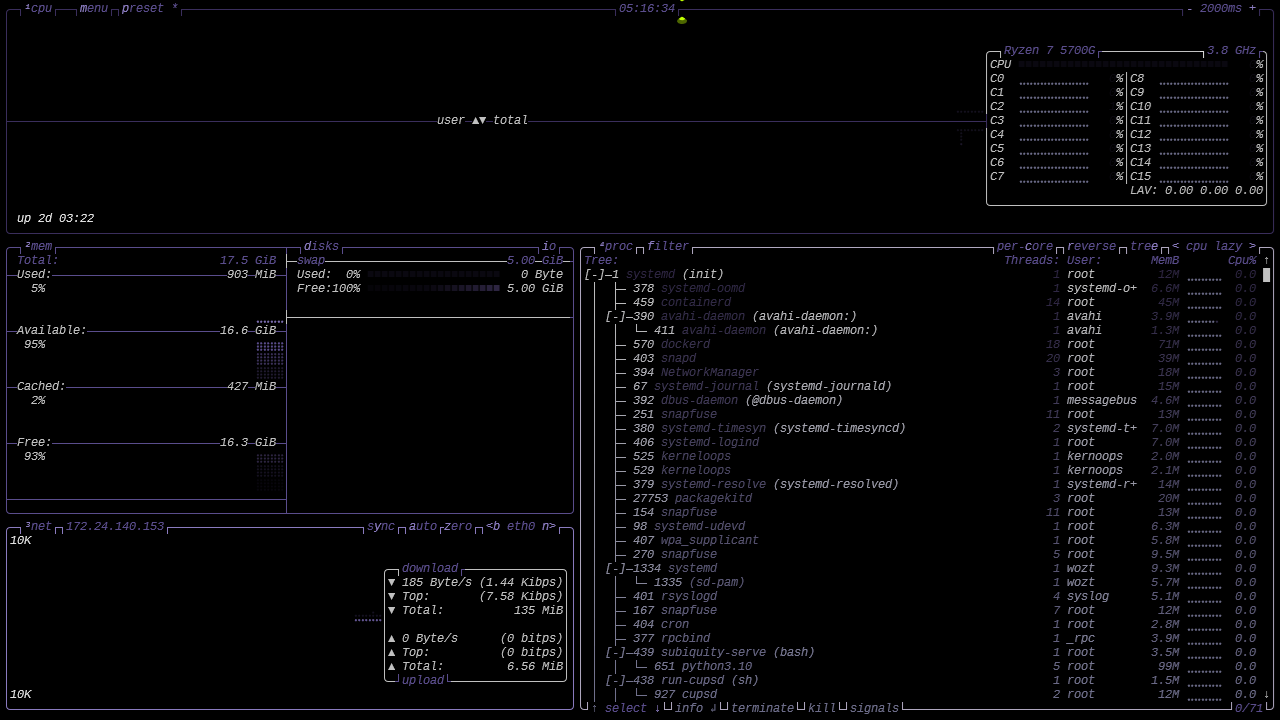 ¹cpu menu preset * 05:16:34 - 2000ms +
Ryzen 7 5700G 3.8 GHz
CPU %
C0 % C8 %
C1 % C9 %
C2 % C10 %
C3 % C11 %
C4 % C12 %
C5 % C13 %
C6 % C14 %
C7 % C15 %
LAV: 0.00 0.00 0.00
user ▲▼ total
up 2d 03:22
²mem disks io
Total: 17.5 GiB
Used: 903 MiB
5%
Available: 16.6 GiB
95%
Cached: 427 MiB
2%
Free: 16.3 GiB
93%
swap 5.00 GiB
Used: 0% 0 Byte
Free:100% 5.00 GiB
³net 172.24.140.153 sync auto zero <b eth0 n>
10K
download
▼ 185 Byte/s (1.44 Kibps)
▼ Top: (7.58 Kibps)
▼ Total: 135 MiB
▲ 0 Byte/s (0 bitps)
▲ Top: (0 bitps)
▲ Total: 6.56 MiB
upload
10K
⁴proc filter per-core reverse tree < cpu lazy >
Tree: Threads: User: MemB Cpu% ↑
[-]─1 systemd (init) 1 root 12M 0.0
├─ 378 systemd-oomd 1 systemd-o+ 6.6M 0.0
├─ 459 containerd 14 root 45M 0.0
[-]─390 avahi-daemon (avahi-daemon:) 1 avahi 3.9M 0.0
└─ 411 avahi-daemon (avahi-daemon:) 1 avahi 1.3M 0.0
├─ 570 dockerd 18 root 71M 0.0
├─ 403 snapd 20 root 39M 0.0
├─ 394 NetworkManager 3 root 18M 0.0
├─ 67 systemd-journal (systemd-journald) 1 root 15M 0.0
├─ 392 dbus-daemon (@dbus-daemon) 1 messagebus 4.6M 0.0
├─ 251 snapfuse 11 root 13M 0.0
├─ 380 systemd-timesyn (systemd-timesyncd) 2 systemd-t+ 7.0M 0.0
├─ 406 systemd-logind 1 root 7.0M 0.0
├─ 525 kerneloops 1 kernoops 2.0M 0.0
├─ 529 kerneloops 1 kernoops 2.1M 0.0
├─ 379 systemd-resolve (systemd-resolved) 1 systemd-r+ 14M 0.0
├─ 27753 packagekitd 3 root 20M 0.0
├─ 154 snapfuse 11 root 13M 0.0
├─ 98 systemd-udevd 1 root 6.3M 0.0
├─ 407 wpa_supplicant 1 root 5.8M 0.0
├─ 270 snapfuse 5 root 9.5M 0.0
[-]─1334 systemd 1 wozt 9.3M 0.0
└─ 1335 (sd-pam) 1 wozt 5.7M 0.0
├─ 401 rsyslogd 4 syslog 5.1M 0.0
├─ 167 snapfuse 7 root 12M 0.0
├─ 404 cron 1 root 2.8M 0.0
├─ 377 rpcbind 1 _rpc 3.9M 0.0
[-]─439 subiquity-serve (bash) 1 root 3.5M 0.0
└─ 651 python3.10 5 root 99M 0.0
[-]─438 run-cupsd (sh) 1 root 1.5M 0.0
└─ 927 cupsd 2 root 12M 0.0 ↓
↑ select ↓ info ↲ terminate kill signals 0/71